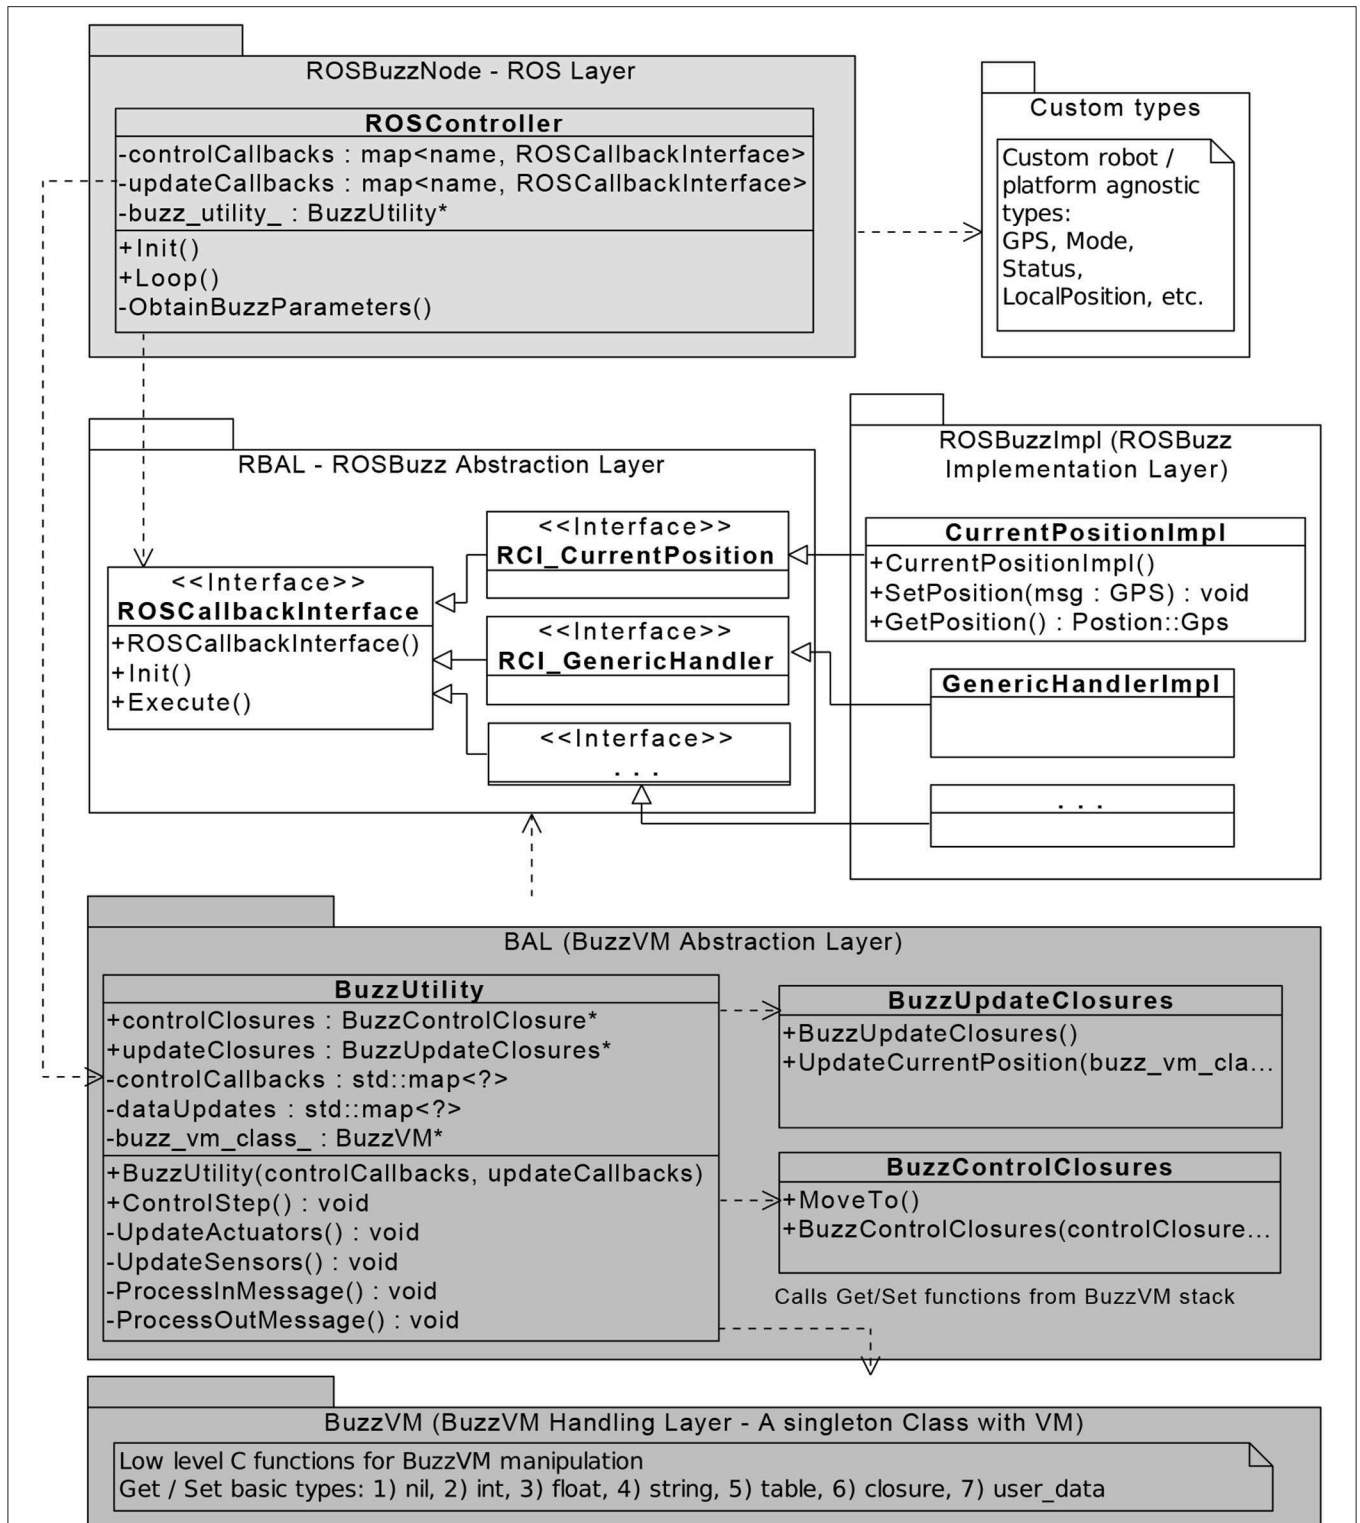 ROSBuzzNode - ROS Layer
ROSController
-controlCallbacks : map<name, ROSCallbackInterface>
-updateCallbacks : map<name, ROSCallbackInterface>
-buzz_utility_ : BuzzUtility*
+Init()
+Loop()
-ObtainBuzzParameters()
Custom types
Custom robot /
platform agnostic
types:
GPS, Mode,
Status,
LocalPosition, etc.
RBAL - ROSBuzz Abstraction Layer
<<Interface>>
ROSCallbackInterface
+ROSCallbackInterface()
+Init()
+Execute()
<<Interface>>
RCI_CurrentPosition
<<Interface>>
RCI_GenericHandler
<<Interface>>
. . .
ROSBuzzImpl (ROSBuzz
Implementation Layer)
CurrentPositionImpl
+CurrentPositionImpl()
+SetPosition(msg : GPS) : void
+GetPosition() : Postion::Gps
GenericHandlerImpl
. . .
BAL (BuzzVM Abstraction Layer)
BuzzUtility
+controlClosures : BuzzControlClosure*
+updateClosures : BuzzUpdateClosures*
-controlCallbacks : std::map<?>
-dataUpdates : std::map<?>
-buzz_vm_class_ : BuzzVM*
+BuzzUtility(controlCallbacks, updateCallbacks)
+ControlStep() : void
-UpdateActuators() : void
-UpdateSensors() : void
-ProcessInMessage() : void
-ProcessOutMessage() : void
BuzzUpdateClosures
+BuzzUpdateClosures()
+UpdateCurrentPosition(buzz_vm_cla...
BuzzControlClosures
+MoveTo()
+BuzzControlClosures(controlClosure...
Calls Get/Set functions from BuzzVM stack
BuzzVM (BuzzVM Handling Layer - A singleton Class with VM)
Low level C functions for BuzzVM manipulation
Get / Set basic types: 1) nil, 2) int, 3) float, 4) string, 5) table, 6) closure, 7) user_data